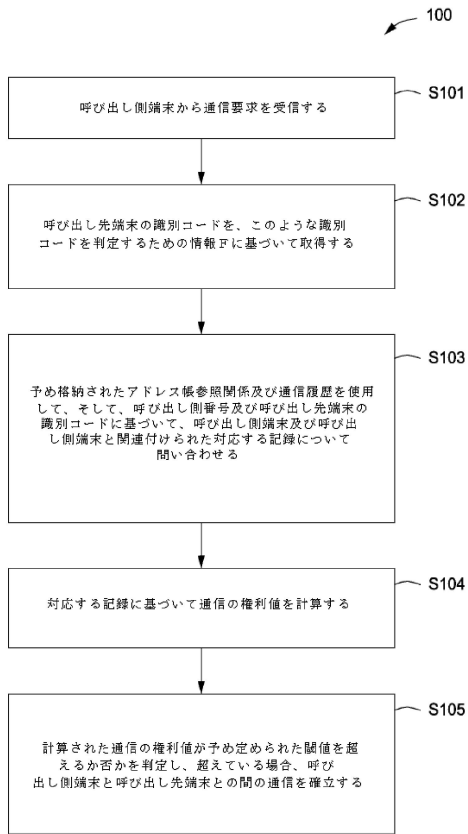 100
S101
呼び出し側端末から通信要求を受信する
S102
呼び出し先端末の識別コードを、このような識別
コードを判定するための情報Fに基づいて取得する
S103
予め格納されたアドレス帳参照関係及び通信履歴を使用
して、そして、呼び出し側番号及び呼び出し先端末の
識別コードに基づいて、呼び出し側端末及び呼び出
し側端末と関連付けられた対応する記録について
問い合わせる
S104
対応する記録に基づいて通信の権利値を計算する
S105
計算された通信の権利値が予め定められた閾値を超
えるか否かを判定し、超えている場合、呼び
出し側端末と呼び出し先端末との間の通信を確立する